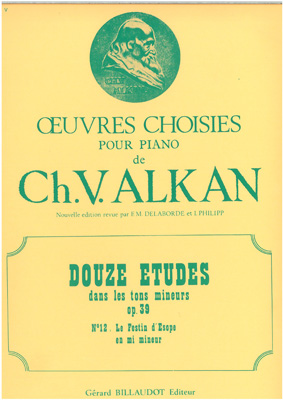 ŒUVRES CHOISIES
POUR PIANO
de
Ch.V. ALKAN
Nouvelle édition revue par E. M. DELABORDE et I. PHILIPP
DOUZE ETUDES
dans les tons mineurs
op. 39
Nº12. Le Festin d'Esope
en mi mineur
Gérard BILLAUDOT Editeur